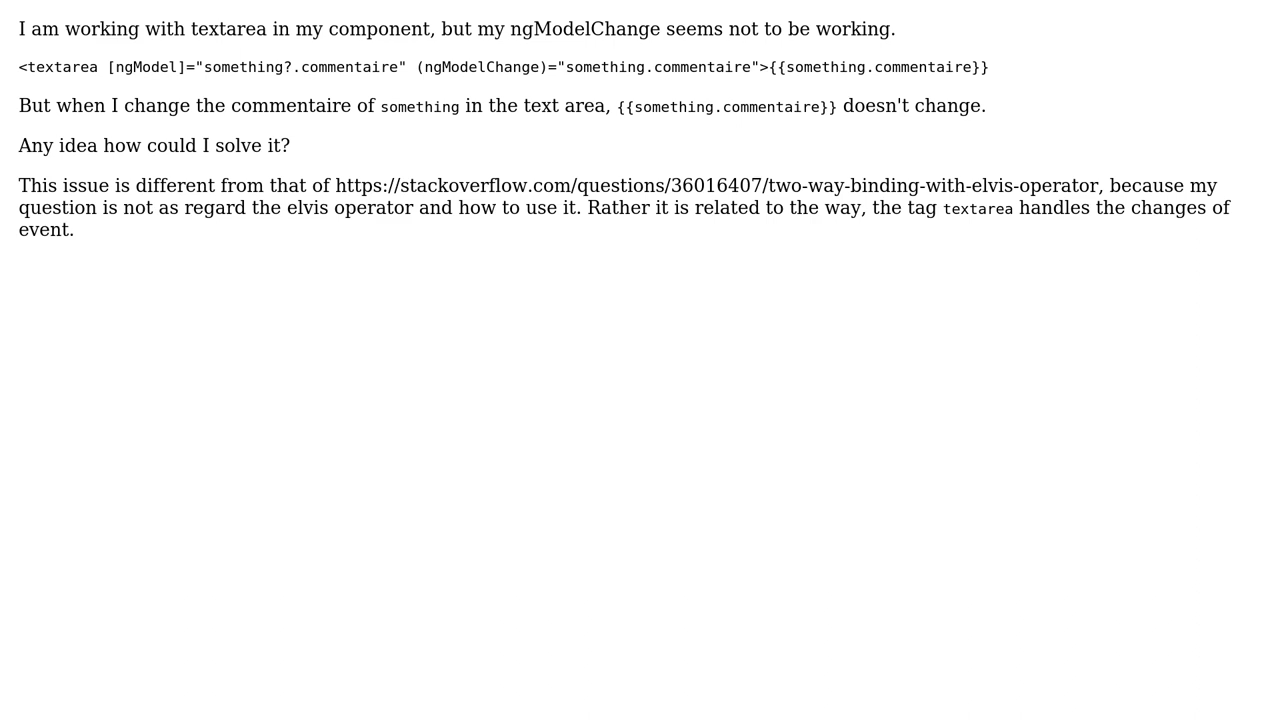 I am working with textarea in my component, but my ngModelChange seems not to be working.
<textarea [ngModel]="something?.commentaire" (ngModelChange)="something.commentaire">{{something.commentaire}}
But when I change the commentaire of something in the text area, {{something.commentaire}} doesn't change.
Any idea how could I solve it?
This issue is different from that of https://stackoverflow.com/questions/36016407/two-way-binding-with-elvis-operator, because my
question is not as regard the elvis operator and how to use it. Rather it is related to the way, the tag textarea handles the changes of
event.